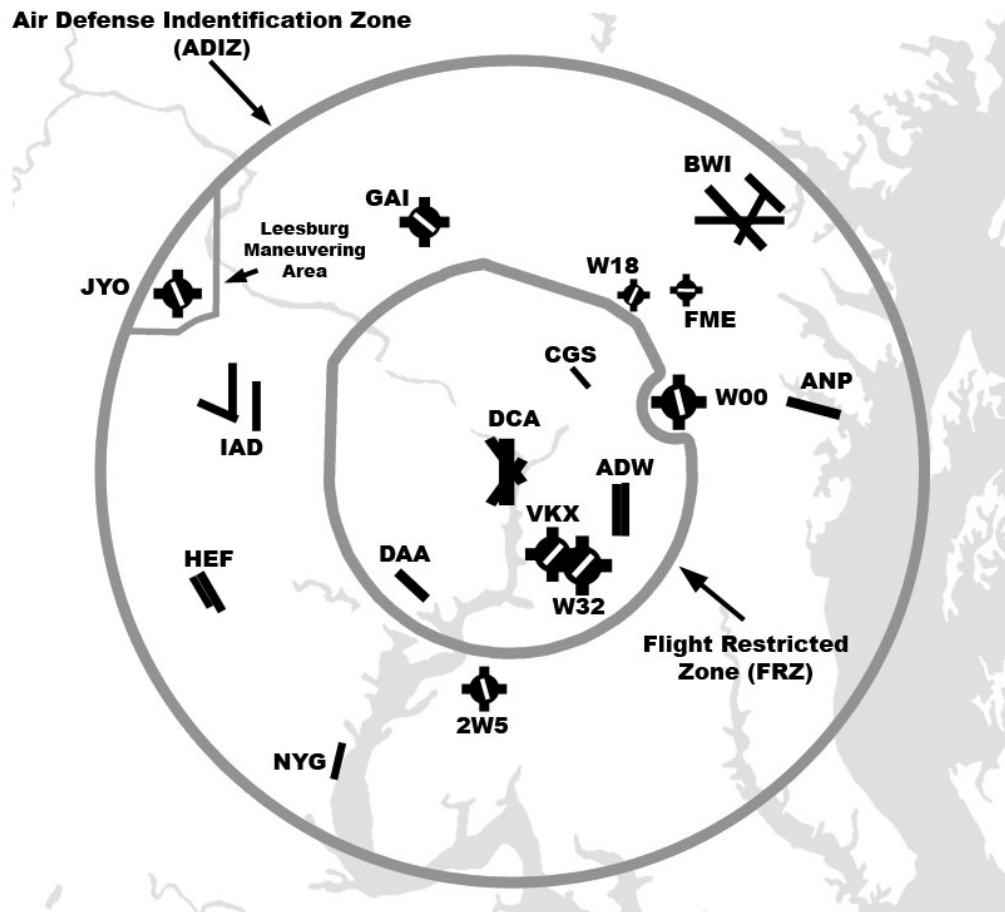 Air Defense Indentification Zone
(ADIZ)
BWI
GAI
Leesburg
Maneuvering
Area
W18
JYO
FME
CGS
ANP
W00
DCA
IAD
ADW
VKX
DAA
HEF
W32
Flight Restricted
Zone (FRZ)
2W5
NYG